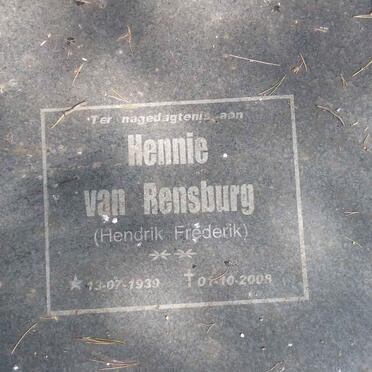 Ter nagedagtenis aan
Hennie
van Rensburg
(Hendrik Frederik)
★ 13-07-1939 † 01-10-2008